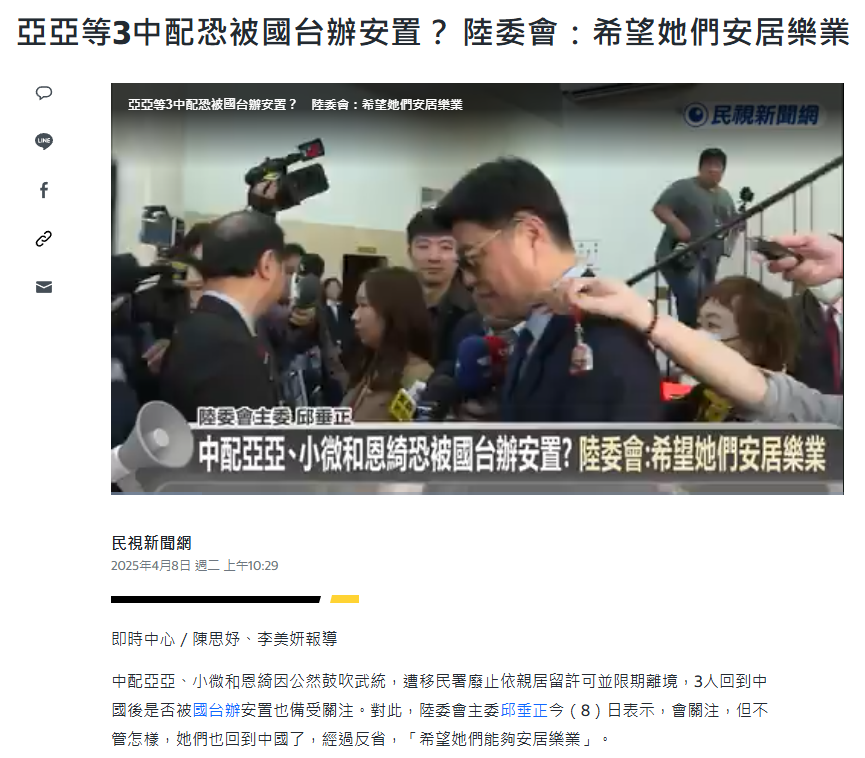 亞亞等3中配恐被國台辦安置？ 陸委會：希望她們安居樂業
亞亞等3中配恐被國台辦安置？ 陸委會：希望她們安居樂業
民視新聞網
LINE
陸委會主委 邱垂正
中配亞亞、小微和恩綺恐被國台辦安置? 陸委會:希望她們安居樂業
民視新聞網
2025年4月8日 週二 上午10:29
即時中心 / 陳思妤、李美妍報導
中配亞亞、小微和恩綺因公然鼓吹武統，遭移民署廢止依親居留許可並限期離境，3人回到中
國後是否被國台辦安置也備受關注。對此，陸委會主委邱垂正今（8）日表示，會關注，但不
管怎樣，她們也回到中國了，經過反省，「希望她們能夠安居樂業」。